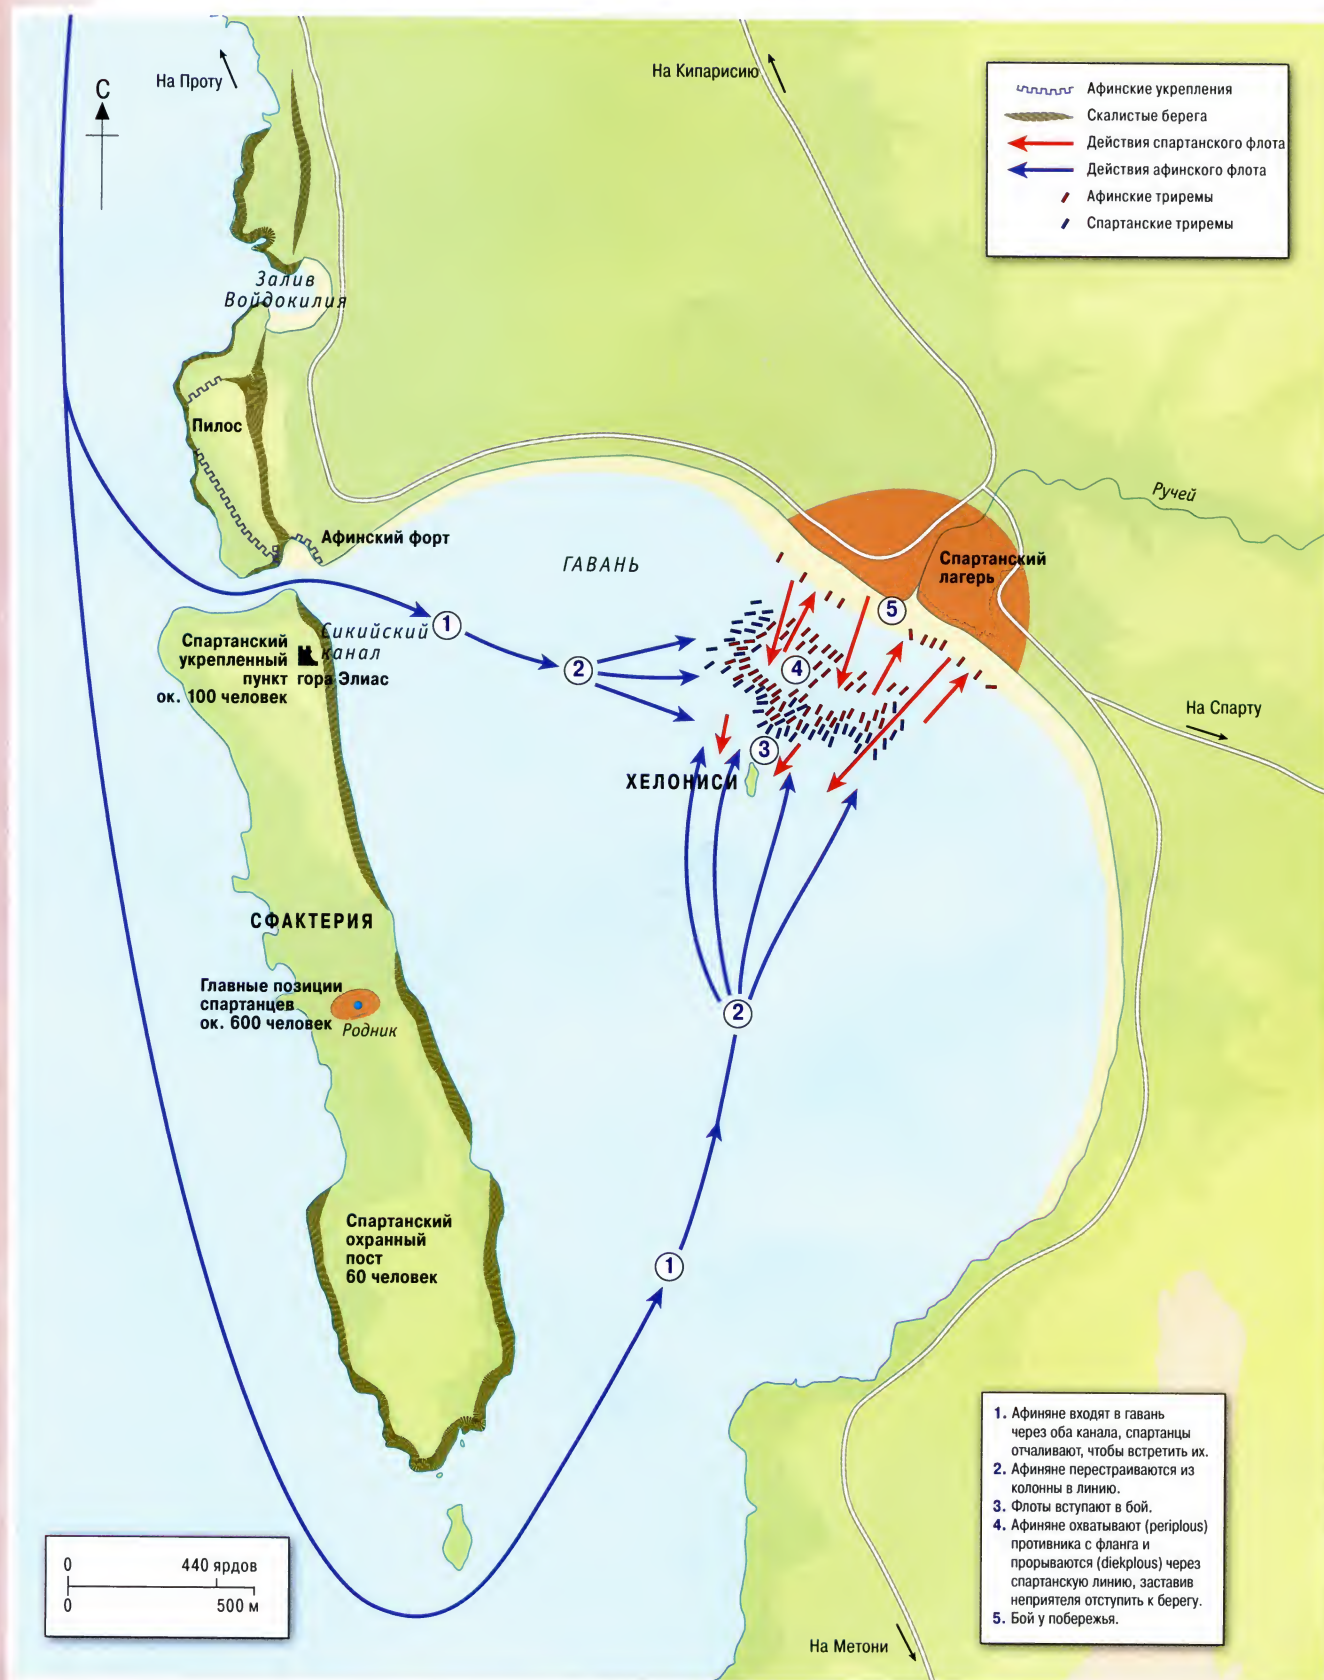 С
На Проту
На Кипарисию
Афинские укрепления
Скалистые берега
Действия спартанского флота
Действия афинского флота
Афинские триремы
Спартанские триремы
Залив
Войдокилия
Пилос
Афинский форт
ГАВАНЬ
Ручей
Спартанский
лагерь
Сикийский
канал
Спартанский
укрепленный
пункт
ок. 100 человек
гора Элиас
1
2
3
4
5
На Спарту
ХЕЛОНИСИ
СФАКТЕРИЯ
Главные позиции
спартанцев
ок. 600 человек
Родник
2
Спартанский
охранный
пост
60 человек
1
1. Афиняне входят в гавань
через оба канала, спартанцы
отчаливают, чтобы встретить их.
2. Афиняне перестраиваются из
колонны в линию.
3. Флоты вступают в бой.
4. Афиняне охватывают (periplous)
противника с фланга и
прорываются (diekplous) через
спартанскую линию, заставив
неприятеля отступить к берегу.
5. Бой у побережья.
0 440 ярдов
0 500 м
На Метони